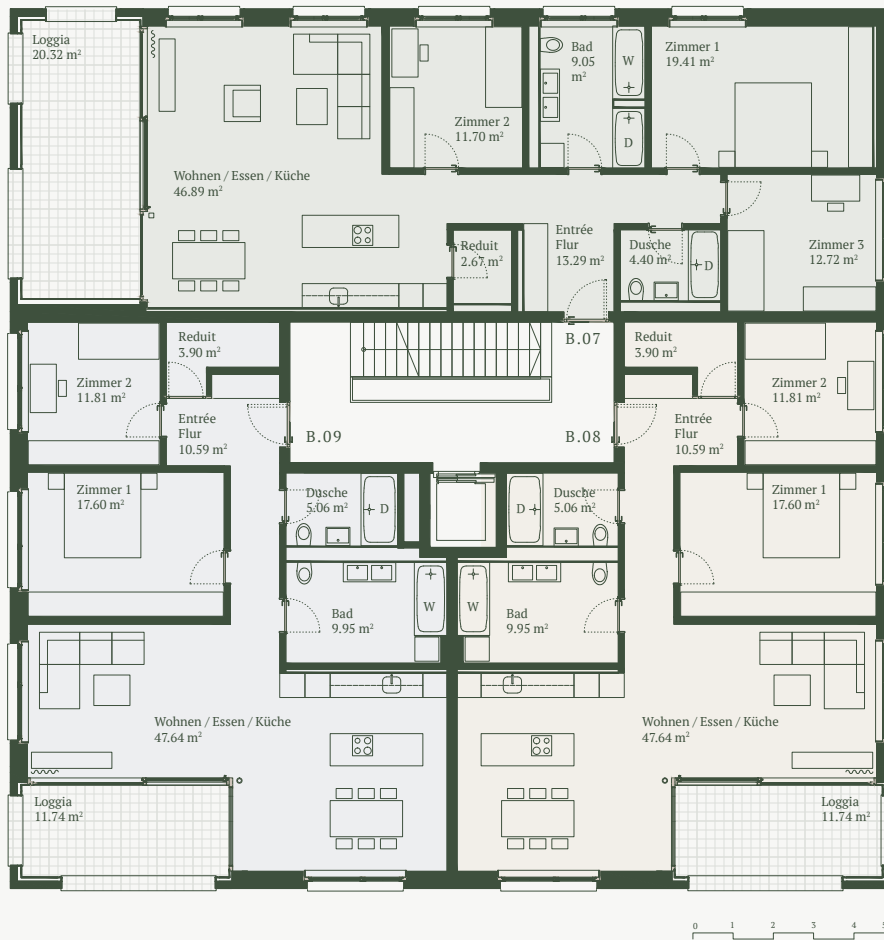 Loggia
20.32 m²
Wohnen / Essen / Küche
46.89 m²
Zimmer 2
11.70 m²
Bad
9.05
m²
W
D
Zimmer 1
19.41 m²
Reduit
2.67 m²
Entrée
Flur
13.29 m²
Dusche
4.40 m²
D
Zimmer 3
12.72 m²
Zimmer 2
11.81 m²
Reduit
3.90 m²
Entrée
Flur
10.59 m²
B.07
B.09
B.08
Reduit
3.90 m²
Entrée
Flur
10.59 m²
Zimmer 2
11.81 m²
Zimmer 1
17.60 m²
Dusche
5.06 m²
D
D
Dusche
5.06 m²
Zimmer 1
17.60 m²
Bad
9.95 m²
W
W
Bad
9.95 m²
Wohnen / Essen / Küche
47.64 m²
Wohnen / Essen / Küche
47.64 m²
Loggia
11.74 m²
Loggia
11.74 m²
0 1 2 3 4 5